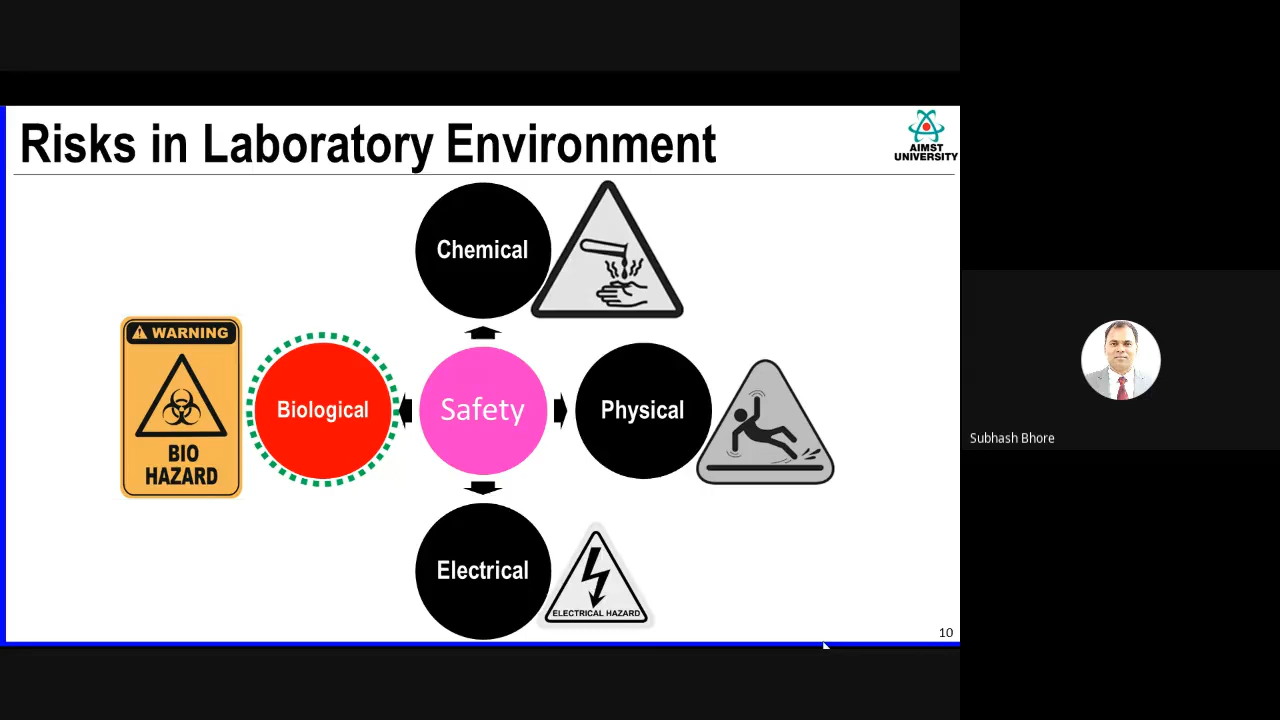 Risks in Laboratory Environment
AIMST
UNIVERSITY
Chemical
WARNING
BIO
HAZARD
Biological
Safety
Physical
Electrical
ELECTRICAL HAZARD
10
Subhash Bhore